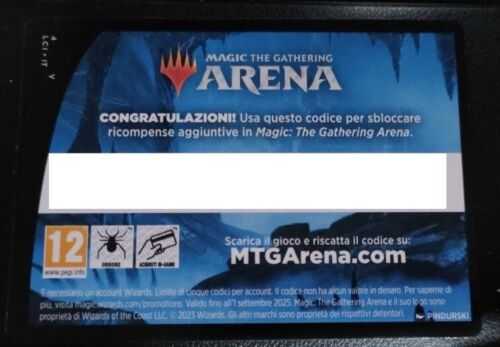 4
LCI • IT V
MAGIC THE GATHERING
ARENA
CONGRATULAZIONI! Usa questo codice per sbloccare
ricompense aggiuntive in Magic: The Gathering Arena.
12
www.pegi.info
ORRORE
ACQUISTI IN-GAME
Scarica il gioco e riscatta il codice su:
MTGArena.com
È necessario un account Wizards. Limite di cinque codici per account. Il codice non ha alcun valore in denaro. Per saperne di
più, visita magic.wizards.com/promotions. Valido fino all'1 settembre 2025. Magic: The Gathering Arena e il suo logo sono
proprietà di Wizards of the Coast LLC. © 2023 Wizards. Gli altri marchi sono proprietà dei rispettivi detentori.
PINDURSKI